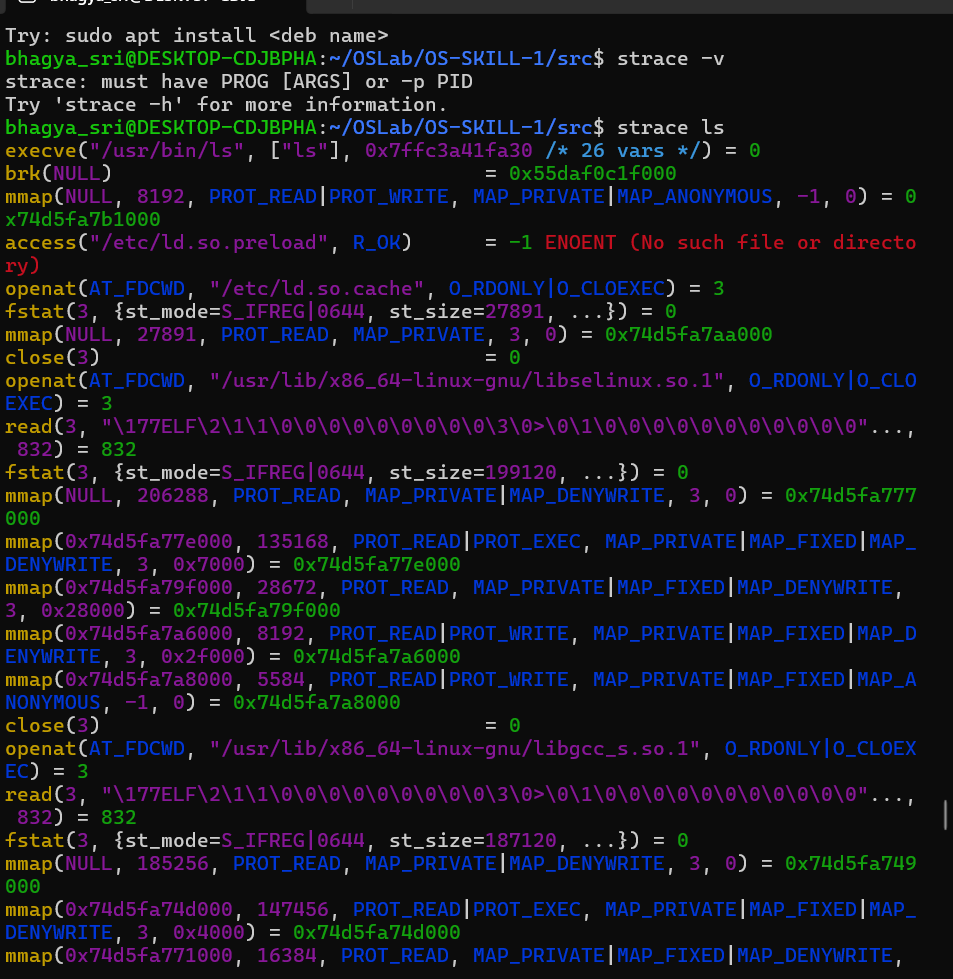 Try: sudo apt install <deb name>
bhagya_sri@DESKTOP-CDJBPHA:~/OSLab/OS-SKILL-1/src$ strace -v
strace: must have PROG [ARGS] or -p PID
Try 'strace -h' for more information.
bhagya_sri@DESKTOP-CDJBPHA:~/OSLab/OS-SKILL-1/src$ strace ls
execve("/usr/bin/ls", ["ls"], 0x7ffc3a41fa30 /* 26 vars */) = 0
brk(NULL)                               = 0x55daf0c1f000
mmap(NULL, 8192, PROT_READ|PROT_WRITE, MAP_PRIVATE|MAP_ANONYMOUS, -1, 0) = 0
x74d5fa7b1000
access("/etc/ld.so.preload", R_OK)      = -1 ENOENT (No such file or directo
ry)
openat(AT_FDCWD, "/etc/ld.so.cache", O_RDONLY|O_CLOEXEC) = 3
fstat(3, {st_mode=S_IFREG|0644, st_size=27891, ...}) = 0
mmap(NULL, 27891, PROT_READ, MAP_PRIVATE, 3, 0) = 0x74d5fa7aa000
close(3)                                = 0
openat(AT_FDCWD, "/usr/lib/x86_64-linux-gnu/libselinux.so.1", O_RDONLY|O_CLO
EXEC) = 3
read(3, "\177ELF\2\1\1\0\0\0\0\0\0\0\0\0\3\0>\0\1\0\0\0\0\0\0\0\0\0\0\0"...,
 832) = 832
fstat(3, {st_mode=S_IFREG|0644, st_size=199120, ...}) = 0
mmap(NULL, 206288, PROT_READ, MAP_PRIVATE|MAP_DENYWRITE, 3, 0) = 0x74d5fa777
000
mmap(0x74d5fa77e000, 135168, PROT_READ|PROT_EXEC, MAP_PRIVATE|MAP_FIXED|MAP_
DENYWRITE, 3, 0x7000) = 0x74d5fa77e000
mmap(0x74d5fa79f000, 28672, PROT_READ, MAP_PRIVATE|MAP_FIXED|MAP_DENYWRITE,
3, 0x28000) = 0x74d5fa79f000
mmap(0x74d5fa7a6000, 8192, PROT_READ|PROT_WRITE, MAP_PRIVATE|MAP_FIXED|MAP_D
ENYWRITE, 3, 0x2f000) = 0x74d5fa7a6000
mmap(0x74d5fa7a8000, 5584, PROT_READ|PROT_WRITE, MAP_PRIVATE|MAP_FIXED|MAP_A
NONYMOUS, -1, 0) = 0x74d5fa7a8000
close(3)                                = 0
openat(AT_FDCWD, "/usr/lib/x86_64-linux-gnu/libgcc_s.so.1", O_RDONLY|O_CLOEX
EC) = 3
read(3, "\177ELF\2\1\1\0\0\0\0\0\0\0\0\0\3\0>\0\1\0\0\0\0\0\0\0\0\0\0\0"...,
 832) = 832
fstat(3, {st_mode=S_IFREG|0644, st_size=187120, ...}) = 0
mmap(NULL, 185256, PROT_READ, MAP_PRIVATE|MAP_DENYWRITE, 3, 0) = 0x74d5fa749
000
mmap(0x74d5fa74d000, 147456, PROT_READ|PROT_EXEC, MAP_PRIVATE|MAP_FIXED|MAP_
DENYWRITE, 3, 0x4000) = 0x74d5fa74d000
mmap(0x74d5fa771000, 16384, PROT_READ, MAP_PRIVATE|MAP_FIXED|MAP_DENYWRITE,